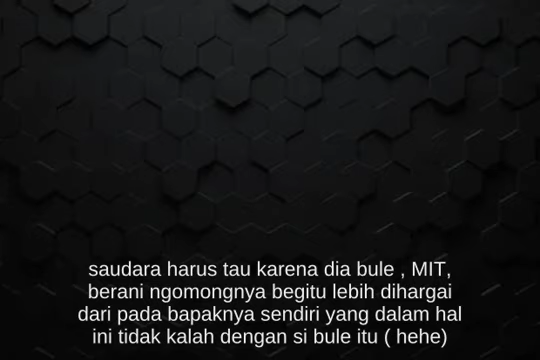 saudara harus tau karena dia bule , MIT,
berani ngomongnya begitu lebih dihargai
dari pada bapaknya sendiri yang dalam hal
ini tidak kalah dengan si bule itu ( hehe)